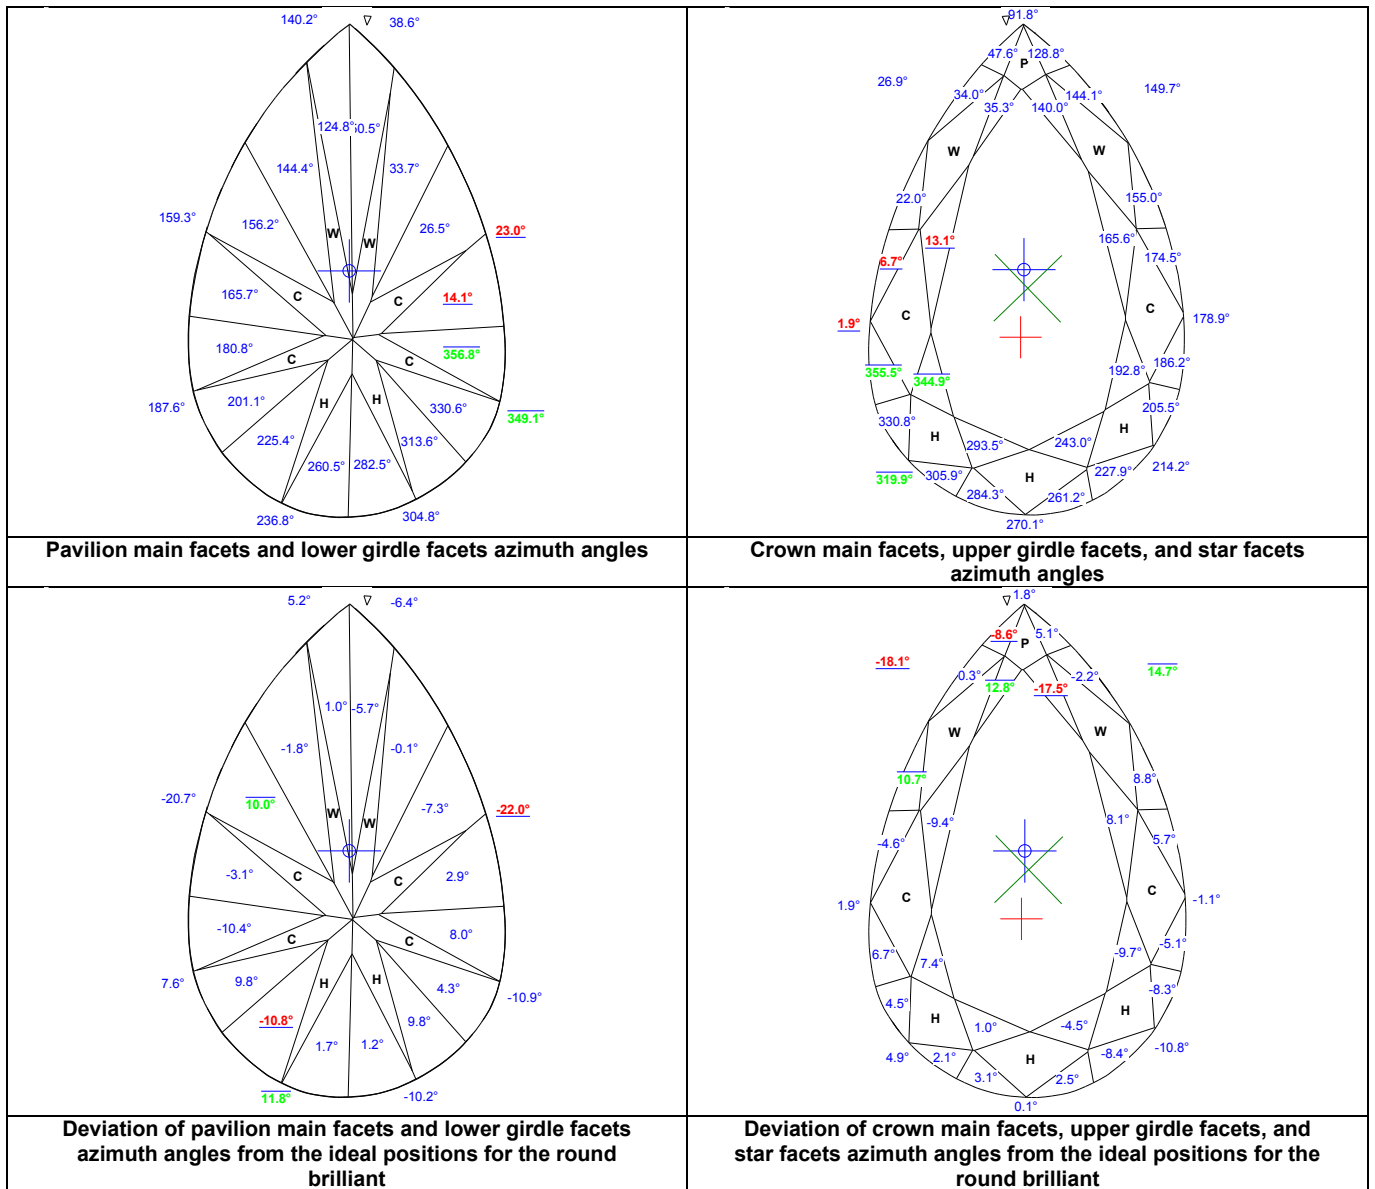 140.2° 38.6°
124.8° 50.5°
144.4° 33.7°
159.3° 156.2° W W 26.5° 23.0°
165.7° C C 14.1°
180.8° C C 356.8°
187.6° 201.1° H H 330.6° 349.1°
225.4° 313.6°
260.5° 282.5°
236.8° 304.8°
Pavilion main facets and lower girdle facets azimuth angles
91.8°
47.6° 128.8°
P
26.9° 34.0° 144.1° 149.7°
35.3° 140.0°
W W
22.0° 155.0°
13.1° 165.6°
6.7° 174.5°
1.9° C C 178.9°
355.5° 344.9° 192.8° 186.2°
330.8° H H 205.5°
293.5° 243.0°
319.9° 305.9° H 227.9° 214.2°
284.3° 261.2°
270.1°
Crown main facets, upper girdle facets, and star facets
azimuth angles
5.2° -6.4°
1.0° -5.7°
-1.8° -0.1°
-20.7° 10.0° W W -7.3° -22.0°
-3.1° C C 2.9°
-10.4° C C 8.0°
7.6° 9.8° H H 4.3° -10.9°
-10.8° 9.8°
1.7° 1.2°
11.8° -10.2°
Deviation of pavilion main facets and lower girdle facets
azimuth angles from the ideal positions for the round
brilliant
1.8°
-8.6° 5.1°
P
-18.1° 0.3° -2.2° 14.7°
12.8° -17.5°
W W
10.7° 8.8°
-9.4° 8.1°
-4.6° 5.7°
1.9° C C -1.1°
6.7° 7.4° -9.7° -5.1°
4.5° H H -8.3°
1.0° -4.5°
4.9° 2.1° H -8.4° -10.8°
3.1° 2.5°
0.1°
Deviation of crown main facets, upper girdle facets, and
star facets azimuth angles from the ideal positions for the
round brilliant